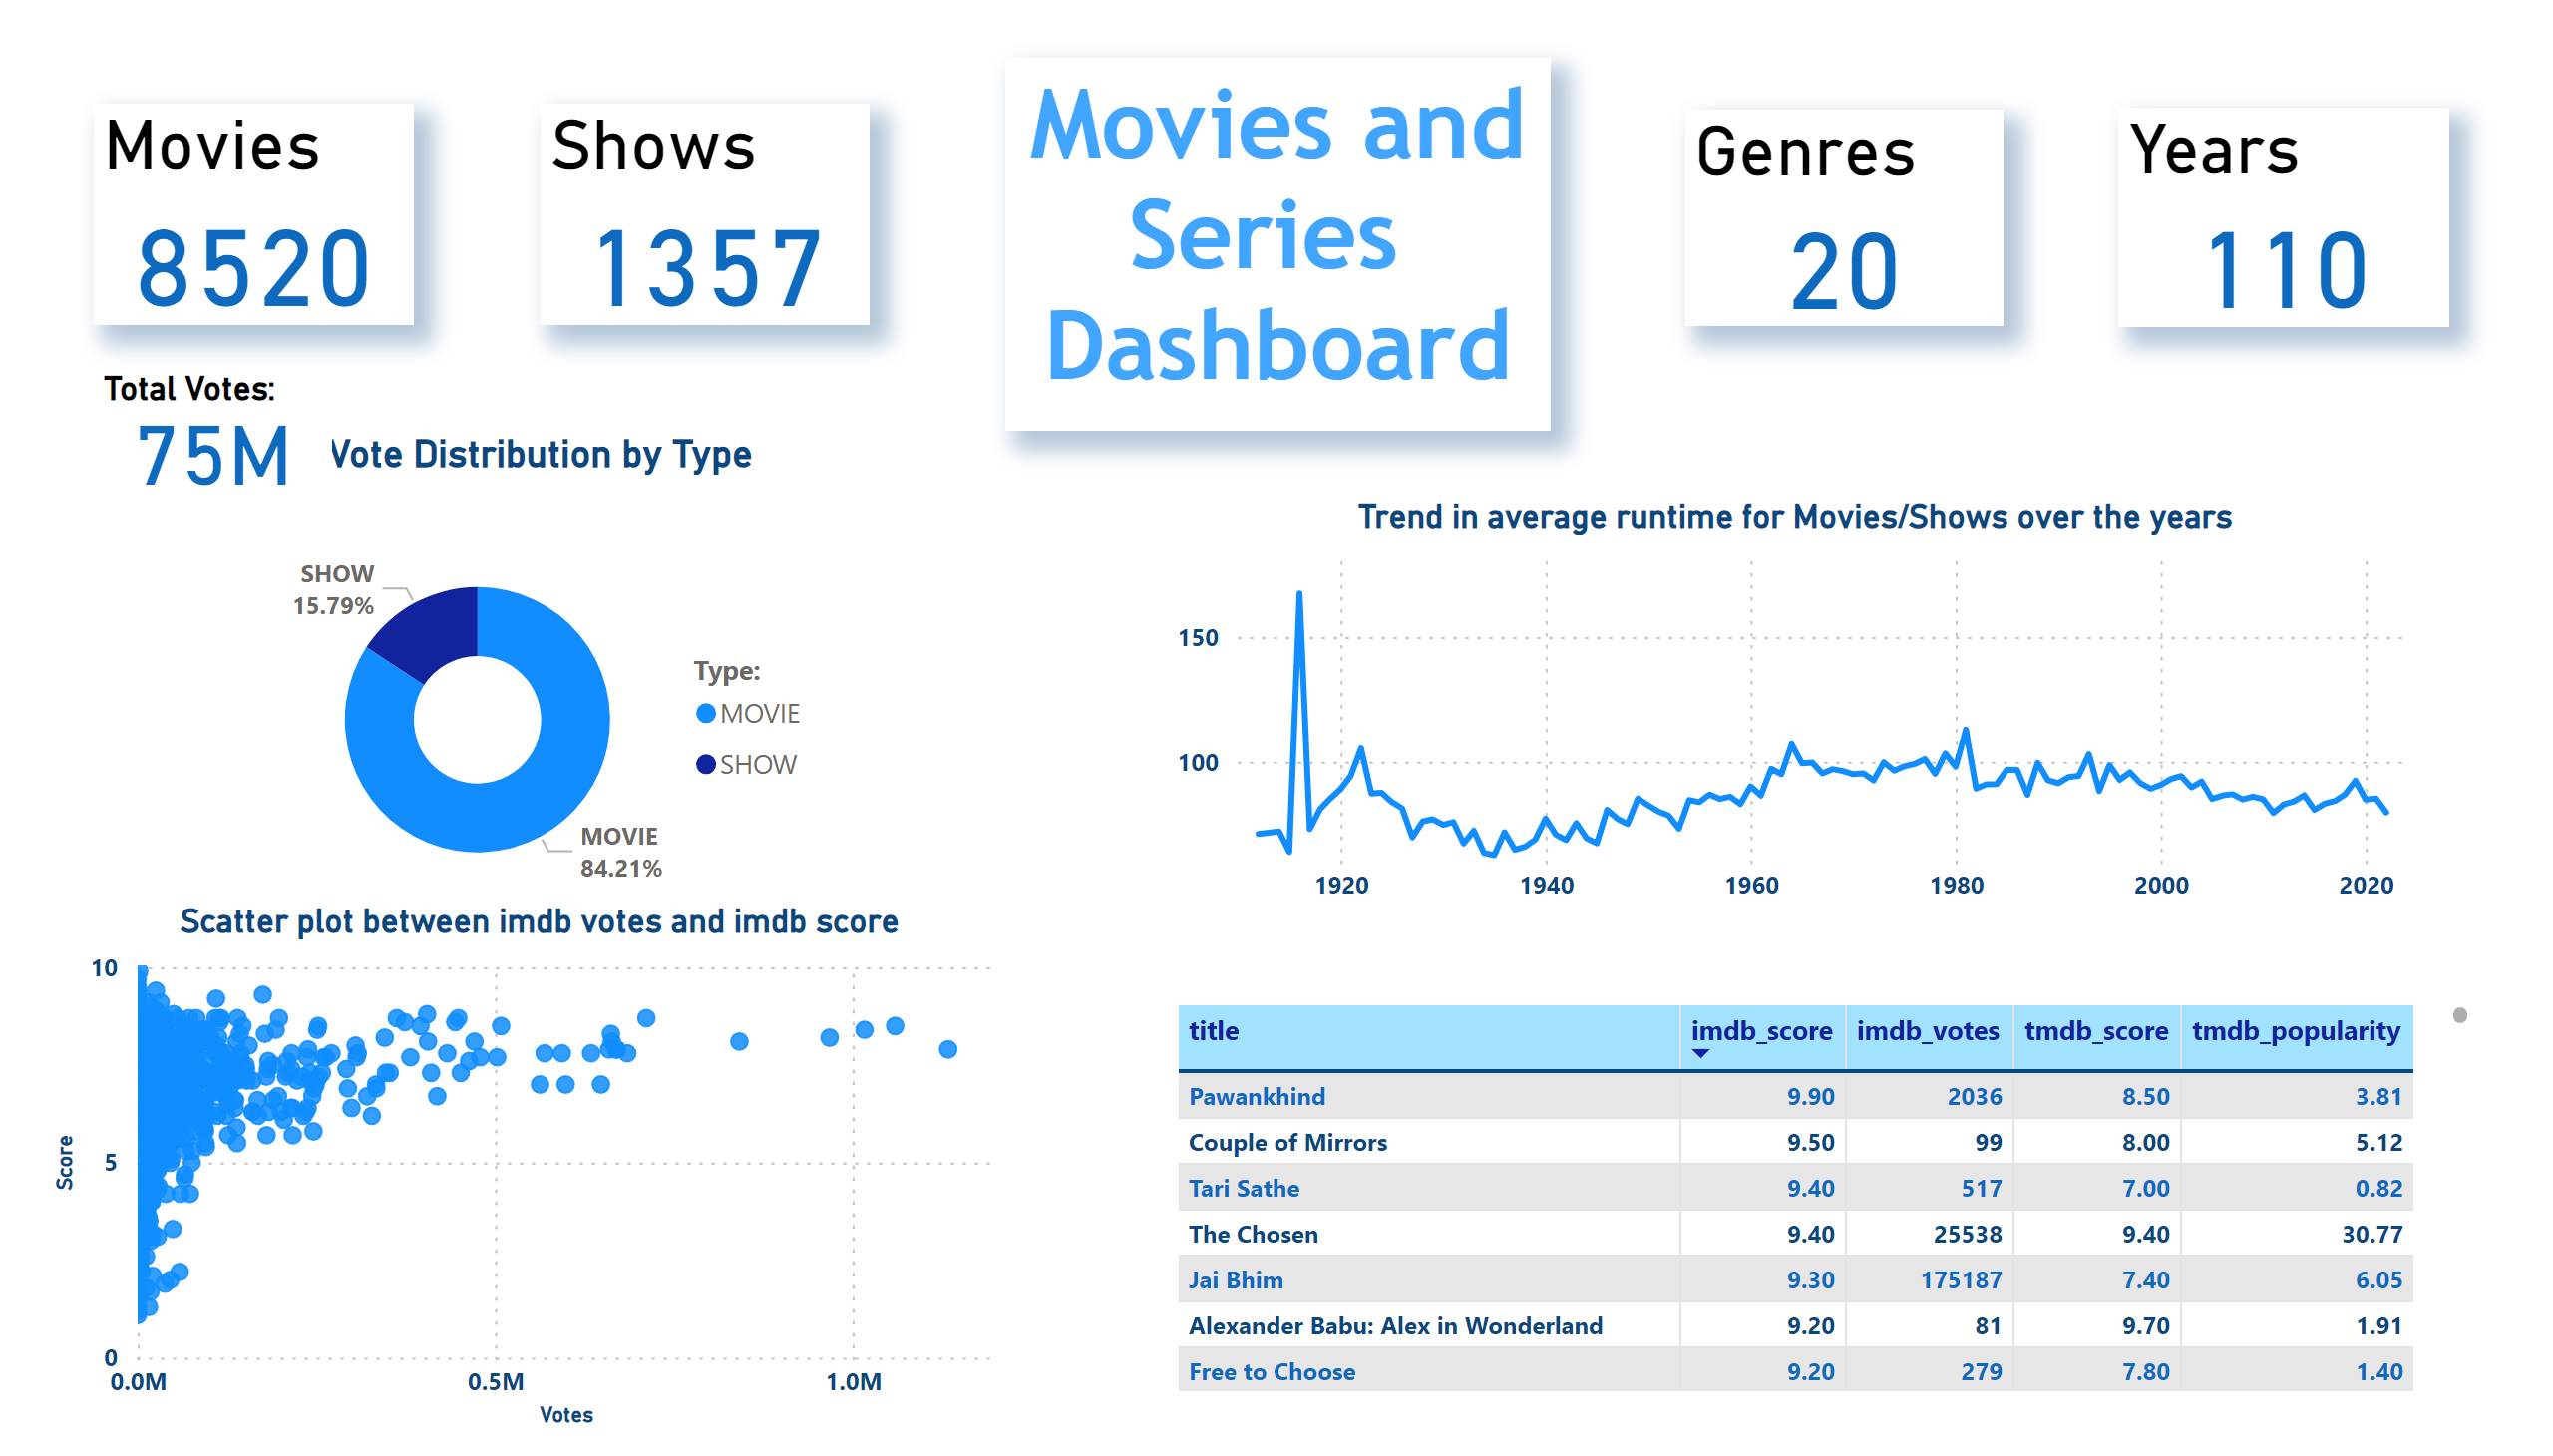 Movies
8520
Shows
1357
Movies and
Series
Dashboard
Genres
20
Years
110
Total Votes:
75M
Vote Distribution by Type
SHOW
15.79%
MOVIE
84.21%
Type:
MOVIE
SHOW
Trend in average runtime for Movies/Shows over the years
150
100
1920 1940 1960 1980 2000 2020
Scatter plot between imdb votes and imdb score
10
5
0
Score
0.0M 0.5M 1.0M
Votes
title imdb_score imdb_votes tmdb_score tmdb_popularity
Pawankhind 9.90 2036 8.50 3.81
Couple of Mirrors 9.50 99 8.00 5.12
Tari Sathe 9.40 517 7.00 0.82
The Chosen 9.40 25538 9.40 30.77
Jai Bhim 9.30 175187 7.40 6.05
Alexander Babu: Alex in Wonderland 9.20 81 9.70 1.91
Free to Choose 9.20 279 7.80 1.40